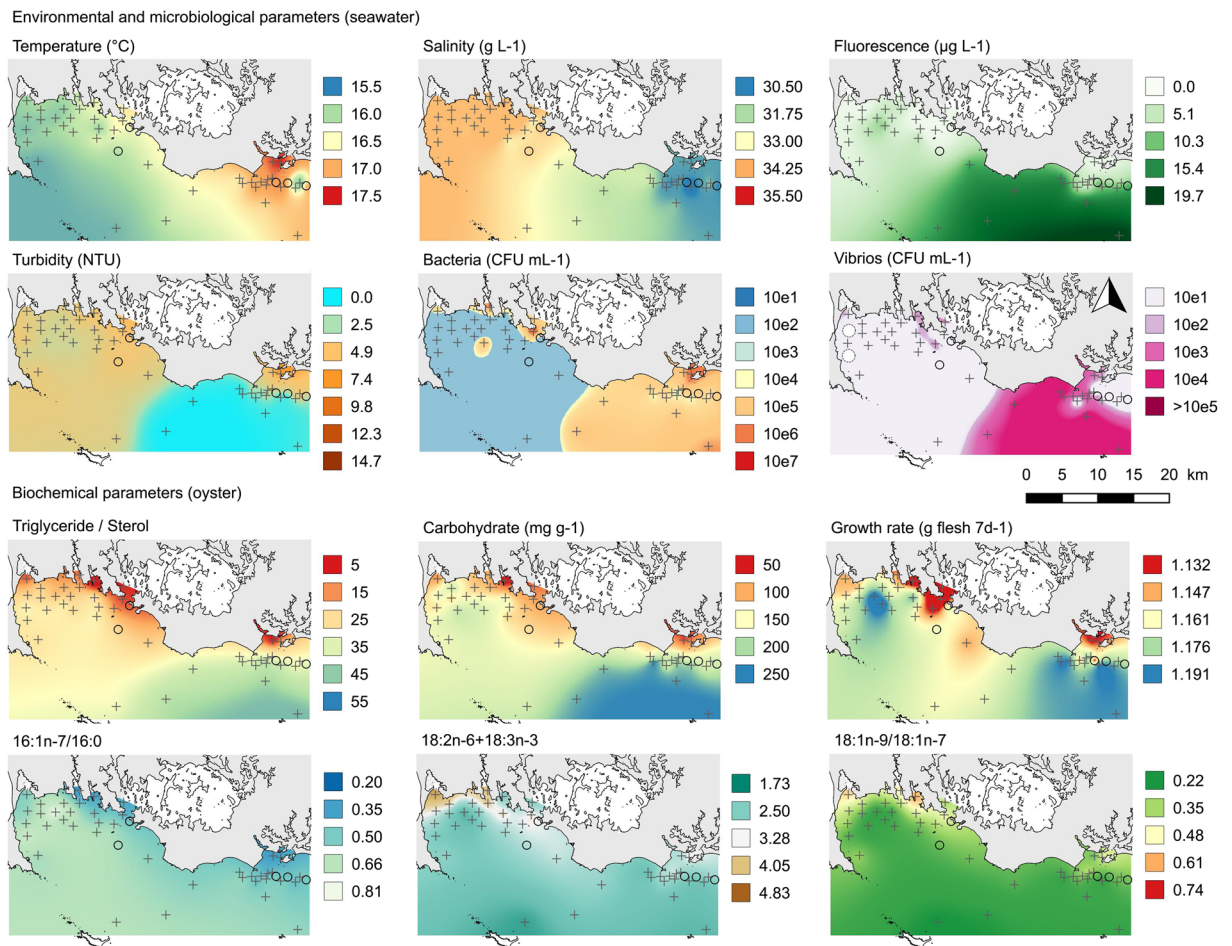 Environmental and microbiological parameters (seawater)
Temperature (°C)
15.5
16.0
16.5
17.0
17.5
Salinity (g L-1)
30.50
31.75
33.00
34.25
35.50
Fluorescence (µg L-1)
0.0
5.1
10.3
15.4
19.7
Turbidity (NTU)
0.0
2.5
4.9
7.4
9.8
12.3
14.7
Bacteria (CFU mL-1)
10e1
10e2
10e3
10e4
10e5
10e6
10e7
Vibrios (CFU mL-1)
10e1
10e2
10e3
10e4
>10e5
0 5 10 15 20 km
Biochemical parameters (oyster)
Triglyceride / Sterol
5
15
25
35
45
55
Carbohydrate (mg g-1)
50
100
150
200
250
Growth rate (g flesh 7d-1)
1.132
1.147
1.161
1.176
1.191
16:1n-7/16:0
0.20
0.35
0.50
0.66
0.81
18:2n-6+18:3n-3
1.73
2.50
3.28
4.05
4.83
18:1n-9/18:1n-7
0.22
0.35
0.48
0.61
0.74